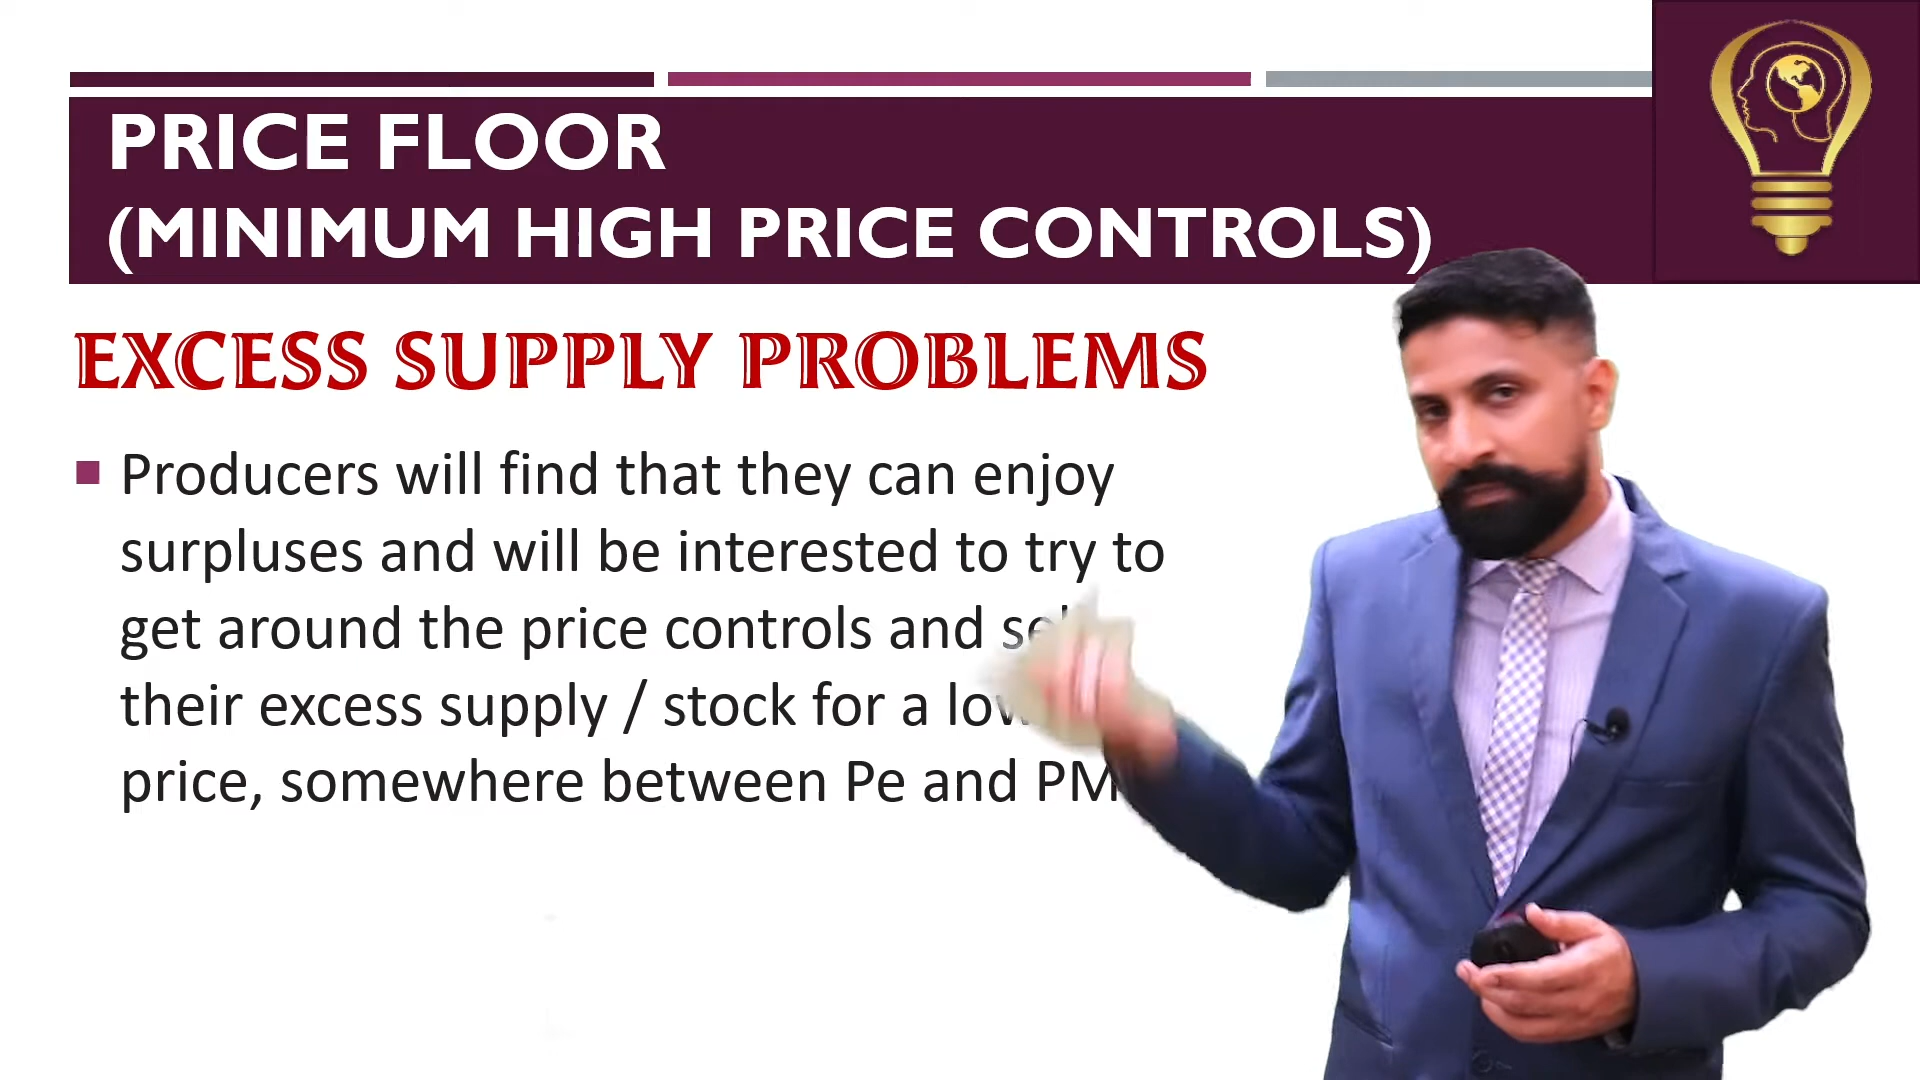 PRICE FLOOR
(MINIMUM HIGH PRICE CONTROLS)
EXCESS SUPPLY PROBLEMS
Producers will find that they can enjoy
surpluses and will be interested to try to
get around the price controls and
their excess supply / stock for a
price, somewhere between Pe and PM